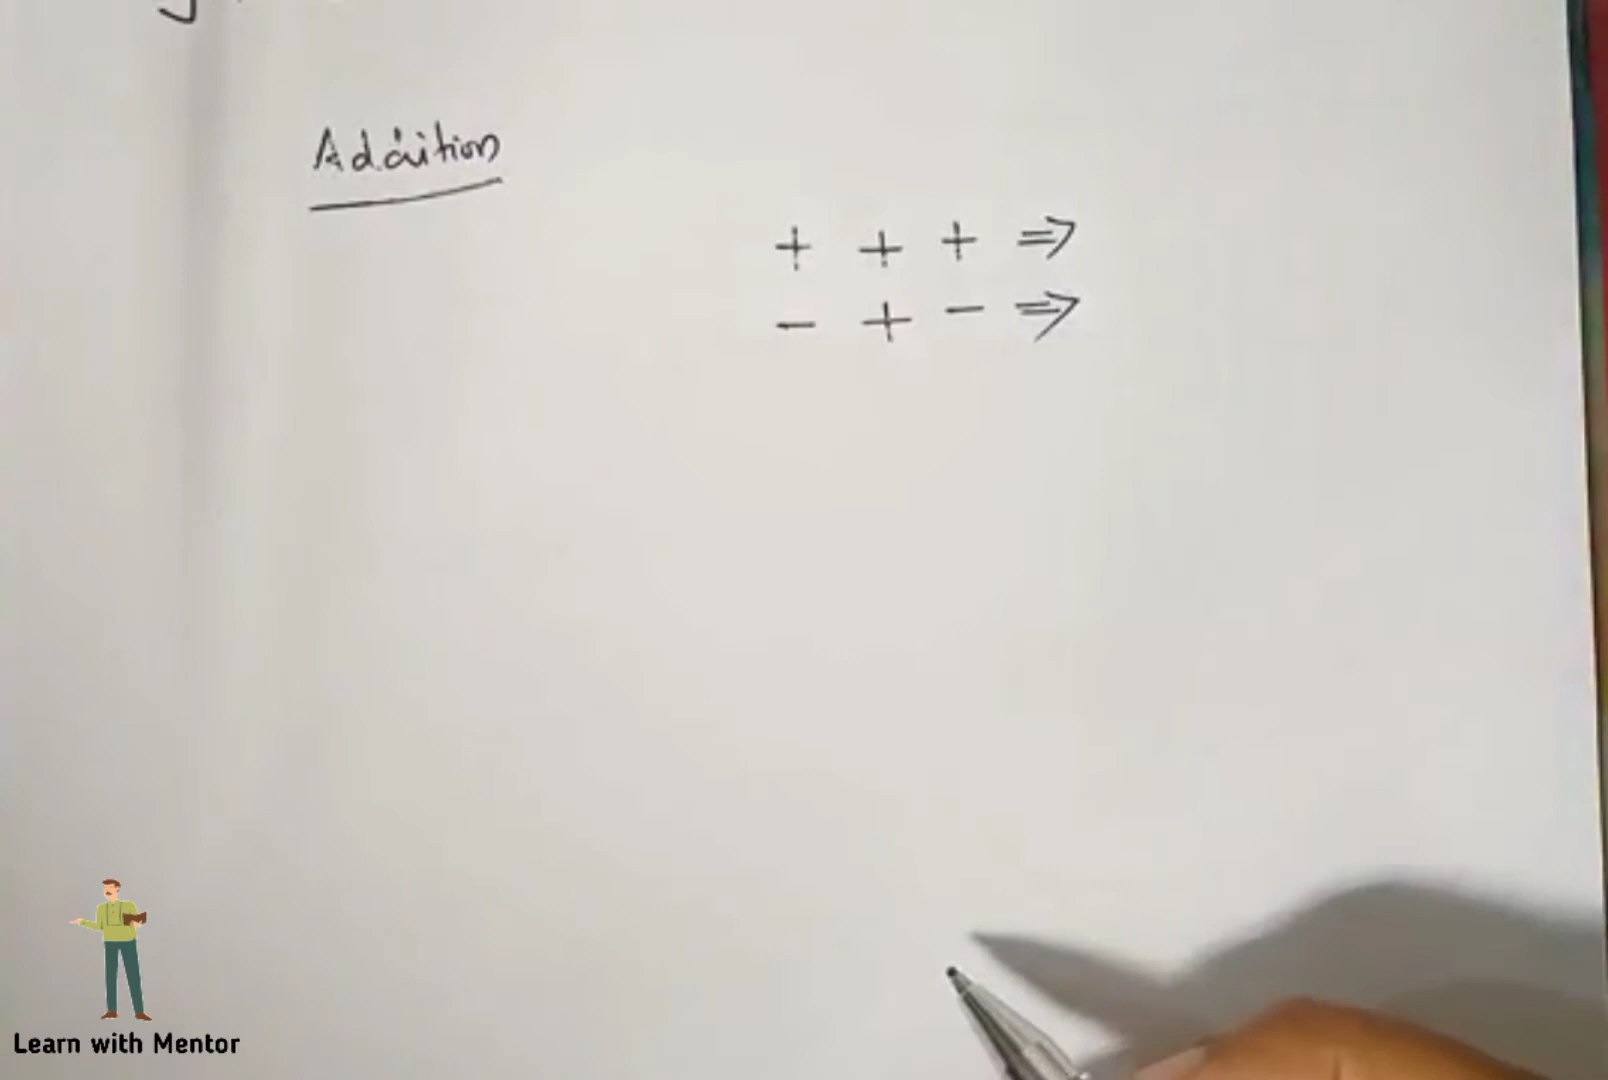 Addition
+ + + ⇒
- + - ⇒
Learn with Mentor